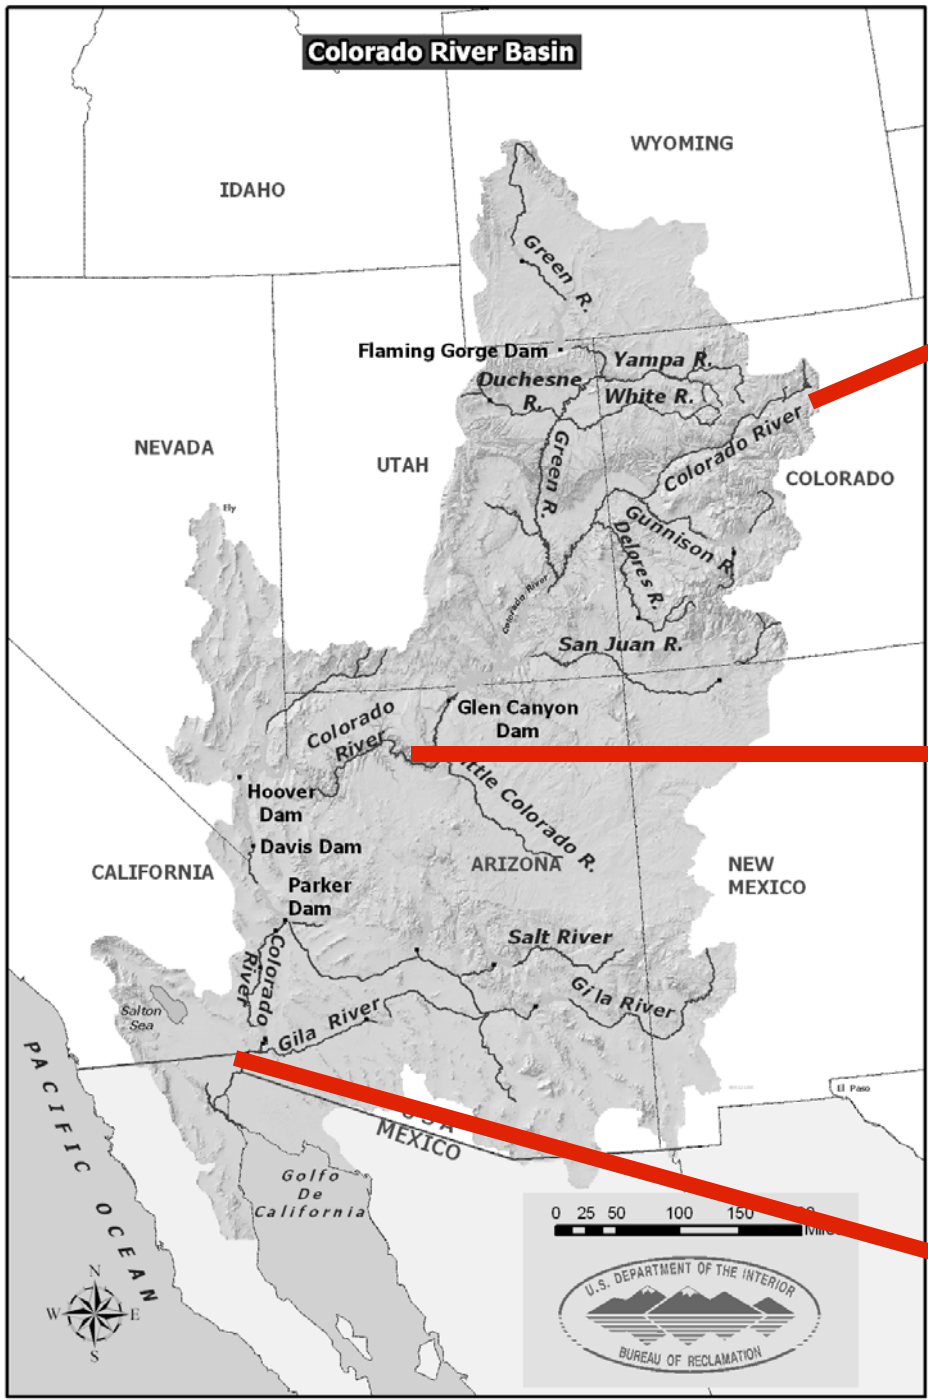 Colorado River Basin
WYOMING
IDAHO
Green R.
Flaming Gorge Dam
Yampa R.
Duchesne
R.
White R.
Colorado River
NEVADA
UTAH
Green R.
COLORADO
Ely
Gunnison R
Delores R.
Colorado River
San Juan R.
Glen Canyon
Dam
Colorado
River
Hoover
Dam
ttle Colorado R.
Davis Dam
ARIZONA
CALIFORNIA
NEW
MEXICO
Parker
Dam
Salt River
Colorado
River
Gila River
Salton
Sea
Gila River
El Paso
PACIFIC OCEAN
USA
MEXICO
Golfo
De
California
0 25 50 100 150
N
W E
S
U.S. DEPARTMENT OF THE INTERIOR
BUREAU OF RECLAMATION